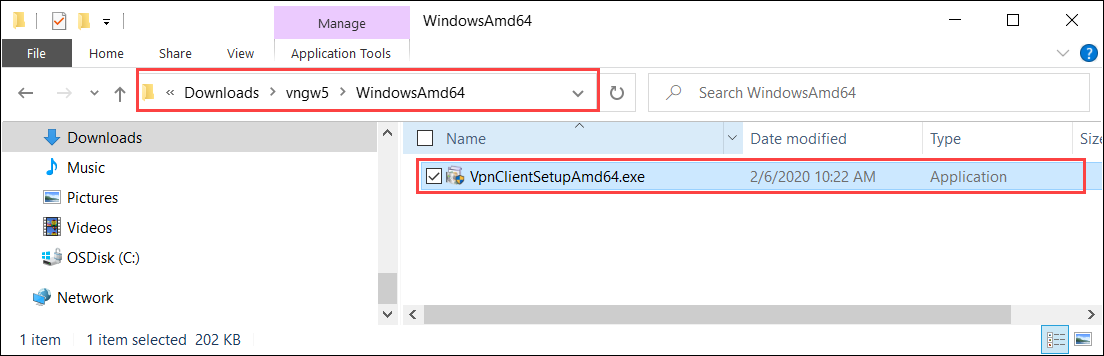 Manage WindowsAmd64
File Home Share View Application Tools
« Downloads > vngw5 > WindowsAmd64 Search WindowsAmd64
Downloads Name Date modified Type Size
Music
VpnClientSetupAmd64.exe 2/6/2020 10:22 AM Application
Pictures
Videos
OSDisk (C:)
Network
1 item 1 item selected 202 KB